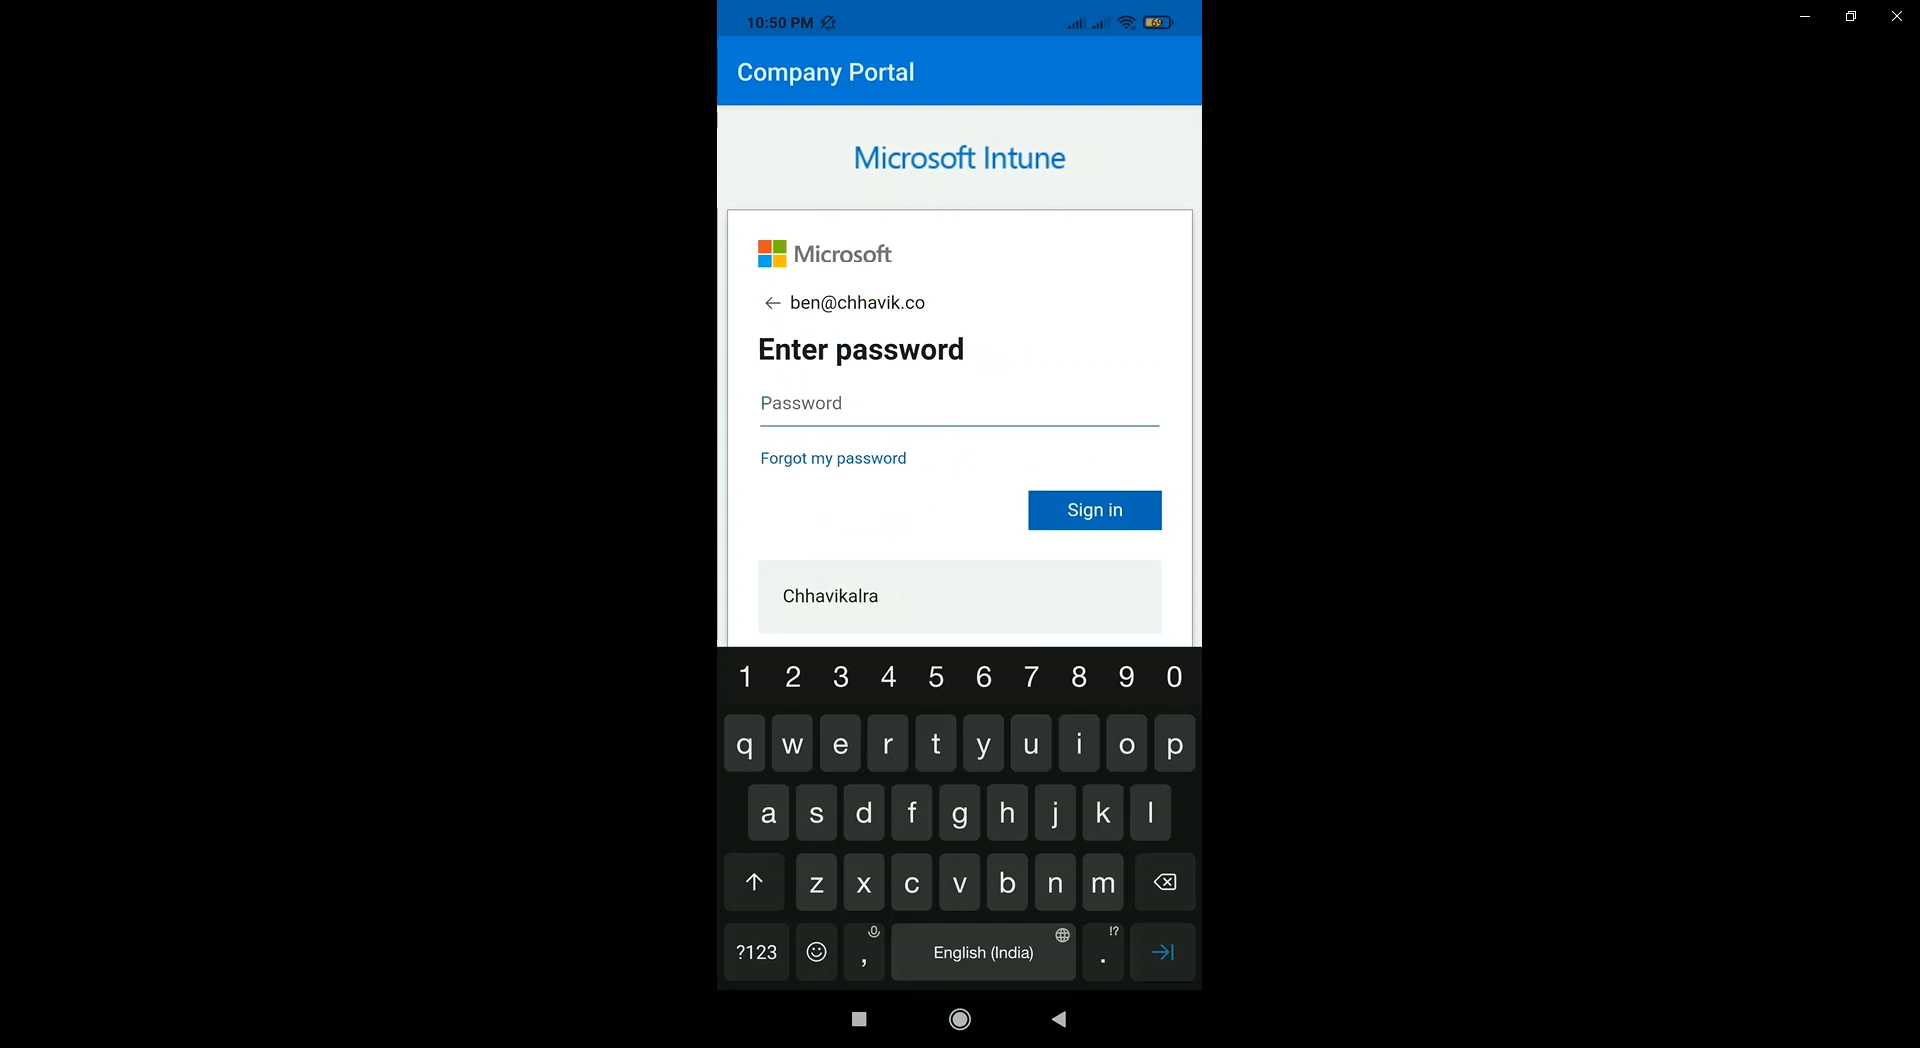 10:50 PM
69
Company Portal
Microsoft Intune
Microsoft
ben@chhavik.co
Enter password
Password
Forgot my password
Sign in
Chhavikalra
1 2 3 4 5 6 7 8 9 0
q w e r t y u i o p
a s d f g h j k l
z x c v b n m
?123 , English (India) !? .